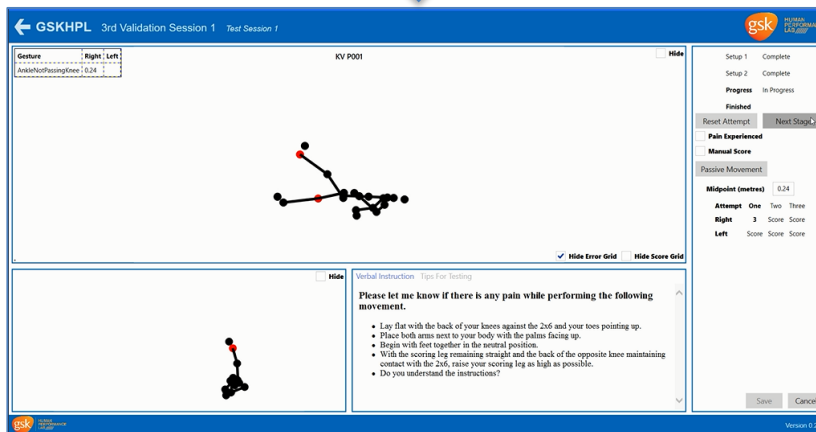 GSKHPL 3rd Validation Session 1 Test Session 1
gsk HUMAN PERFORMANCE LAB
Gesture Right Left
AnkleNotPassingKnee 0.24
KV P001
Hide
Hide Error Grid Hide Score Grid
Hide
Verbal Instruction Tips For Testing
Please let me know if there is any pain while performing the following
movement.
Lay flat with the back of your knees against the 2x6 and your toes pointing up.
Place both arms next to your body with the palms facing up.
Begin with feet together in the neutral position.
With the scoring leg remaining straight and the back of the opposite knee maintaining
contact with the 2x6, raise your scoring leg as high as possible.
Do you understand the instructions?
Setup 1 Complete
Setup 2 Complete
Progress In Progress
Finished
Reset Attempt Next Stage
Pain Experienced
Manual Score
Passive Movement
Midpoint (metres) 0.24
Attempt One Two Three
Right 3 Score Score
Left Score Score Score
Save Cancel
gsk HUMAN PERFORMANCE LAB
Version 0.2